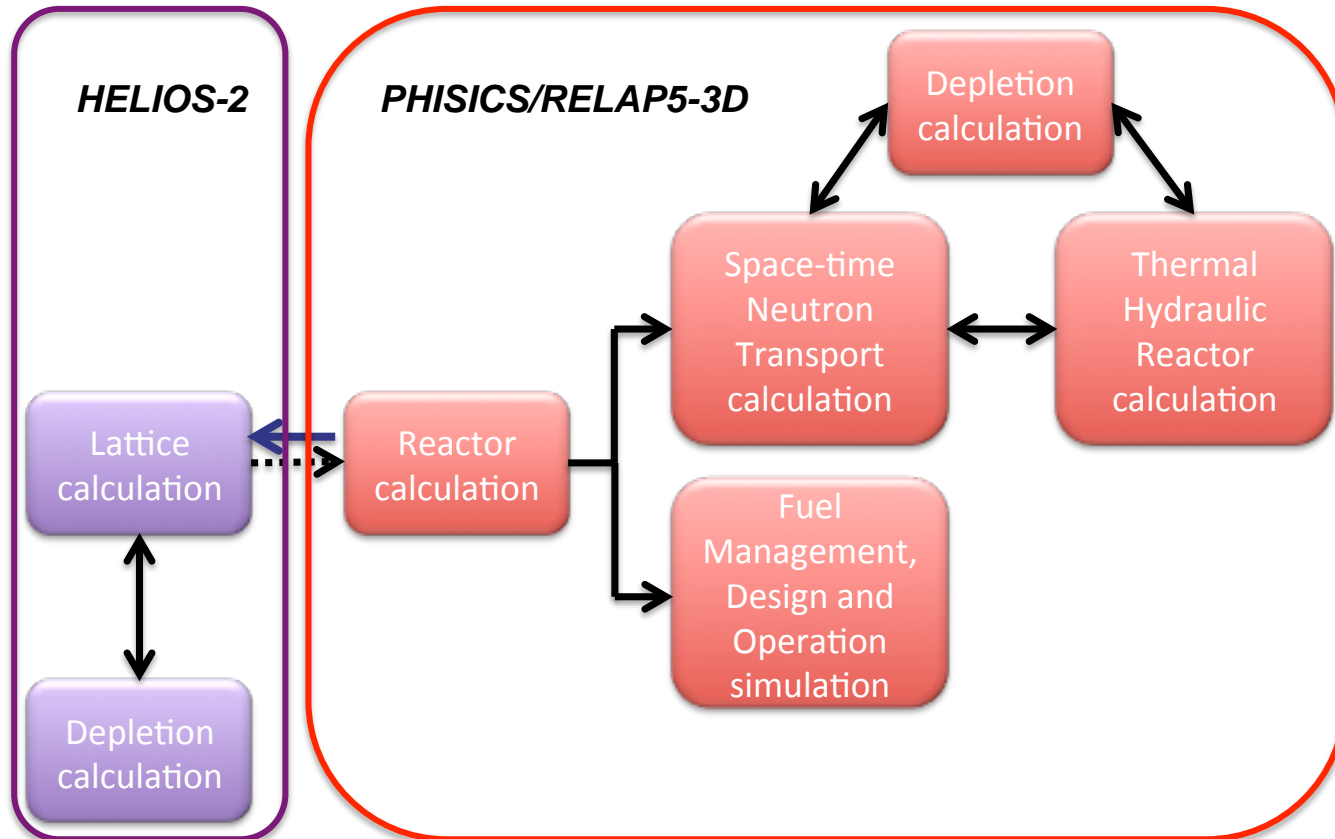 HELIOS-2
PHISICS/RELAP5-3D
Depletion
calculation
Space-time
Neutron
Transport
calculation
Thermal
Hydraulic
Reactor
calculation
Lattice
calculation
Reactor
calculation
Fuel
Management,
Design and
Operation
simulation
Depletion
calculation